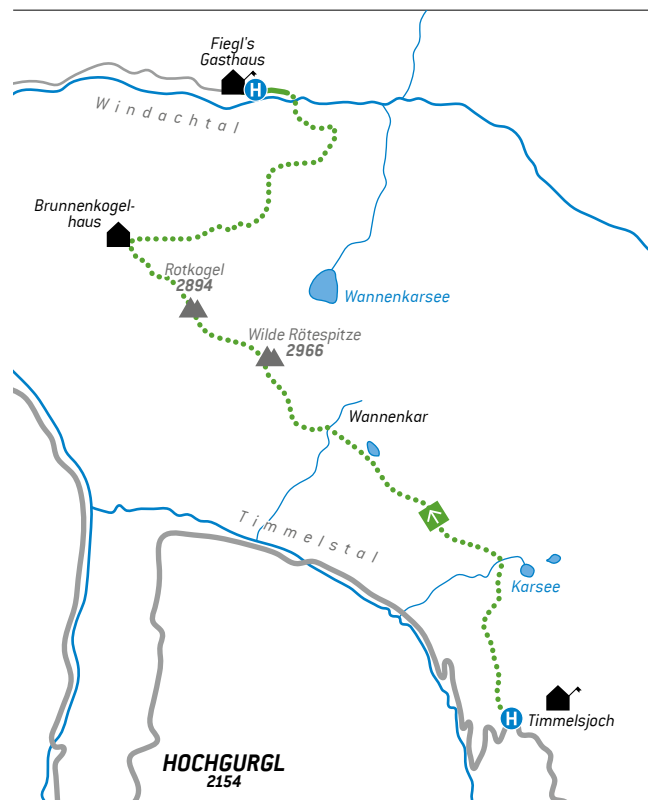 Fiegl's
Gasthaus
H
Windachtal
Brunnenkogel-
haus
Rotkogel
2894
Wannenkarsee
Wilde Rötespitze
2966
Wannenkar
Timmelstal
Karsee
H
Timmelsjoch
HOCHGURGL
2154